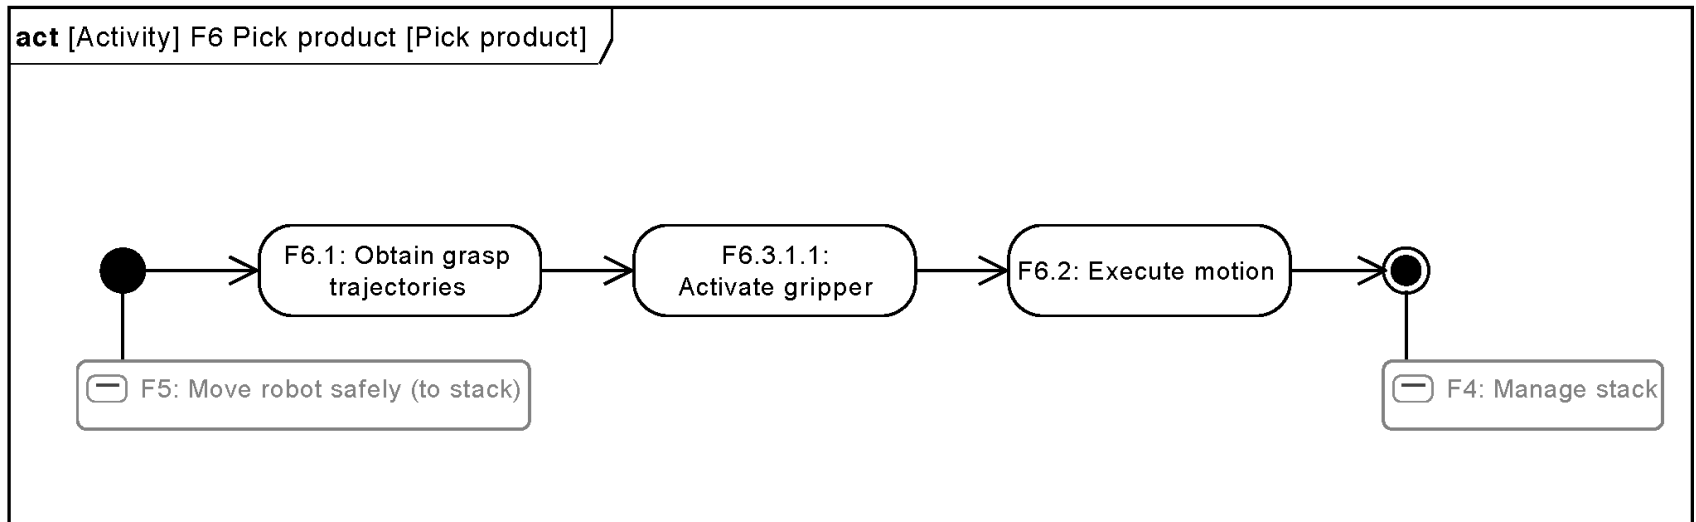 act [Activity] F6 Pick product [Pick product]
F6.1: Obtain grasp
trajectories
F6.3.1.1:
Activate gripper
F6.2: Execute motion
F5: Move robot safely (to stack)
F4: Manage stack